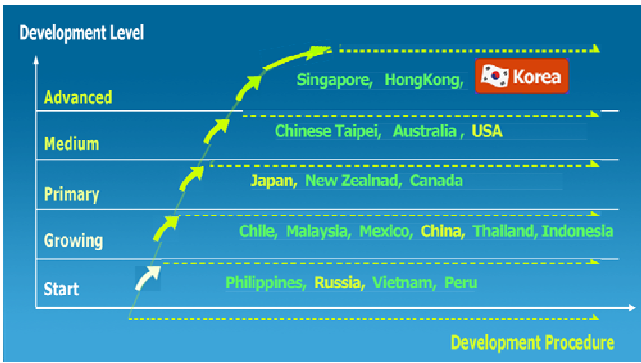 Development Level
Singapore, HongKong, Korea
Advanced
Chinese Taipei, Australia , USA
Medium
Japan, New Zealnad, Canada
Primary
Chile, Malaysia, Mexico, China, Thailand, Indonesia
Growing
Philippines, Russia, Vietnam, Peru
Start
Development Procedure